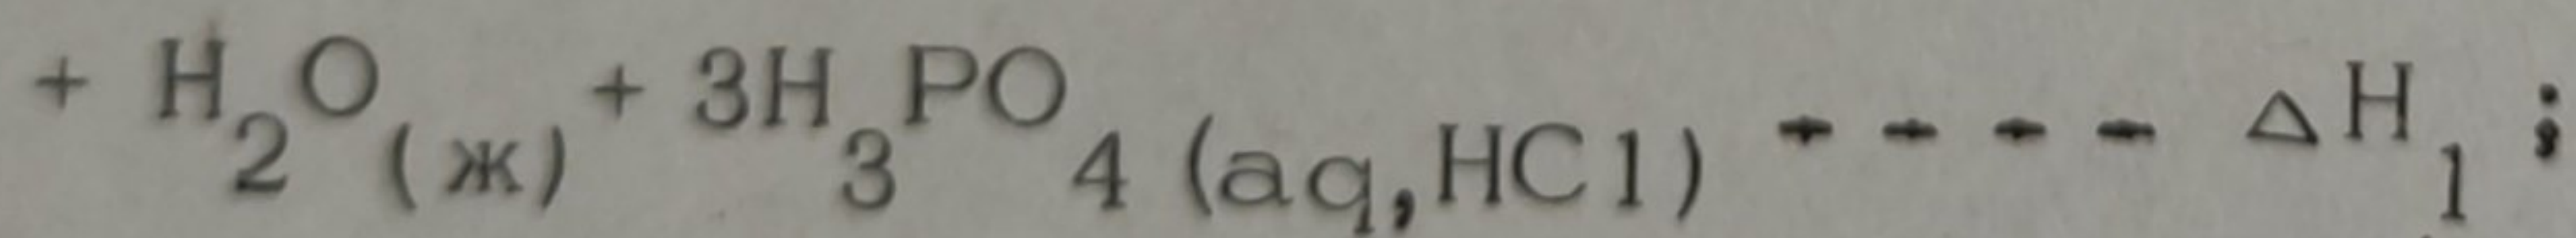 + H₂O(ж) + 3H₃PO₄ (aq,HCl) - - - - ΔH₁ ;